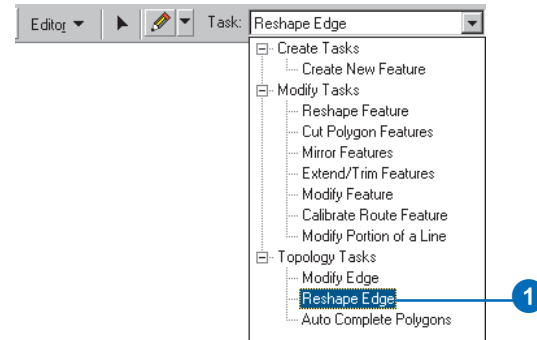 Editor Task: Reshape Edge
Create Tasks
Create New Feature
Modify Tasks
Reshape Feature
Cut Polygon Features
Mirror Features
Extend/Trim Features
Modify Feature
Calibrate Route Feature
Modify Portion of a Line
Topology Tasks
Modify Edge
Reshape Edge 1
Auto Complete Polygons